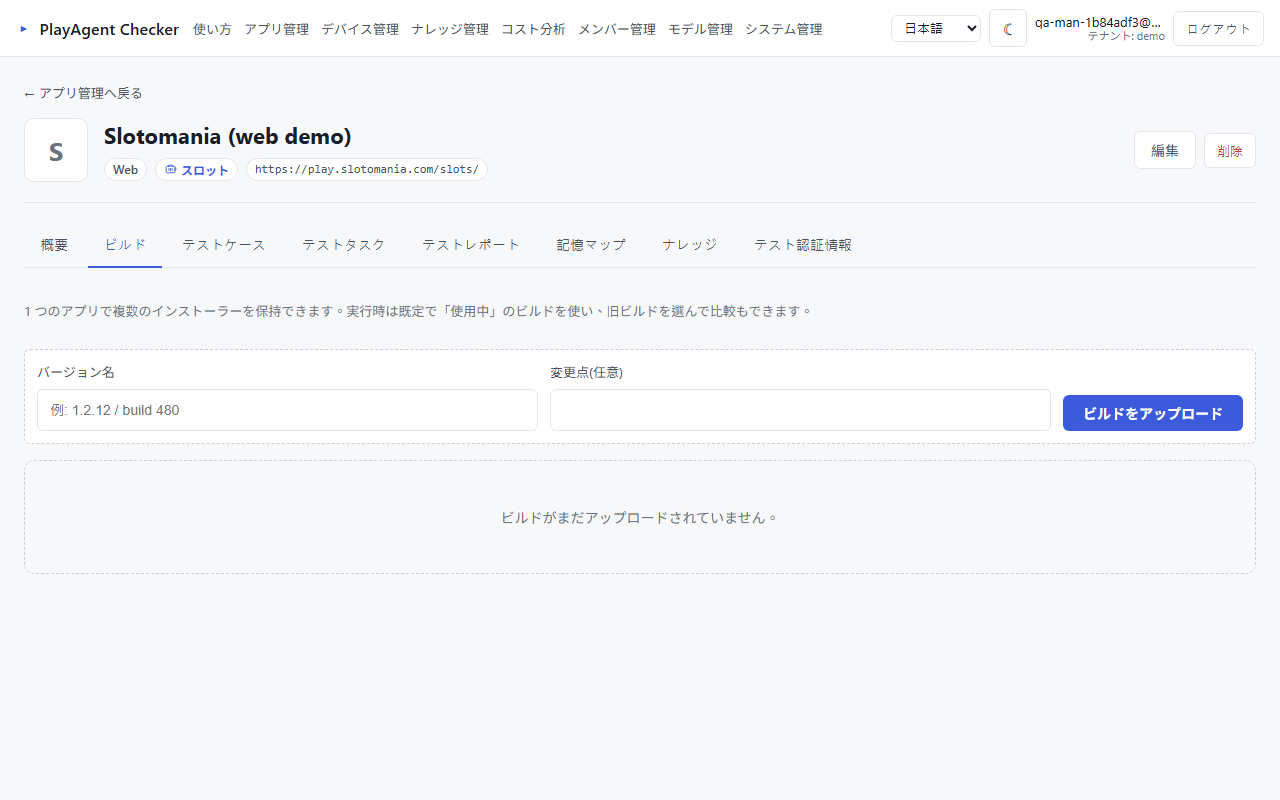 PlayAgent Checker 使い方 アプリ管理 デバイス管理 ナレッジ管理 コスト分析 メンバー管理 モデル管理 システム管理 日本語 qa-man-1b84adf3@... ログアウト
テナント: demo
← アプリ管理へ戻る
S
Slotomania (web demo)
Web スロット https://play.slotomania.com/slots/
編集 削除
概要 ビルド テストケース テストタスク テストレポート 記憶マップ ナレッジ テスト認証情報
1 つのアプリで複数のインストーラーを保持できます。実行時は既定で「使用中」のビルドを使い、旧ビルドを選んで比較もできます。
バージョン名 変更点(任意)
例: 1.2.12 / build 480 ビルドをアップロード
ビルドがまだアップロードされていません。